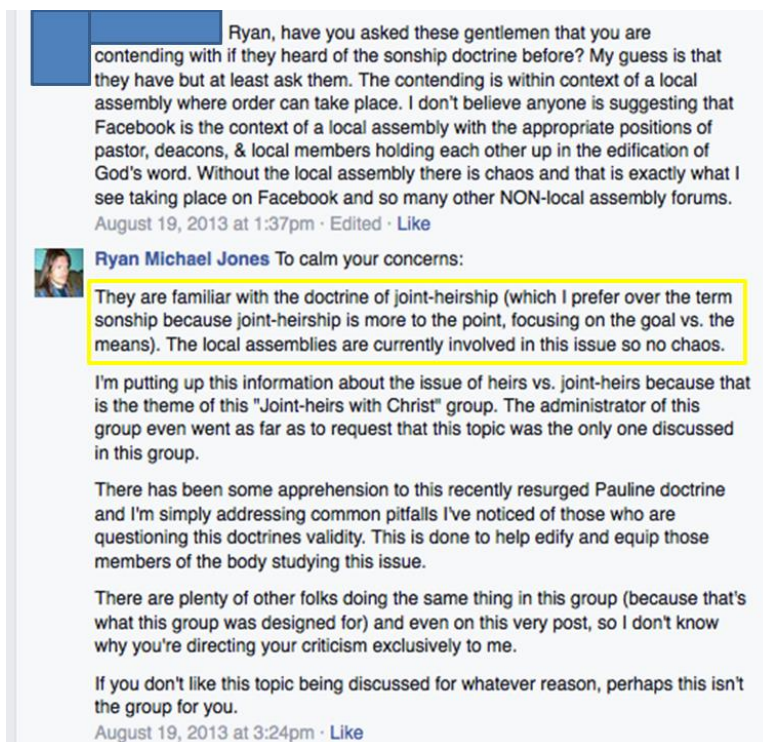 Ryan, have you asked these gentlemen that you are
contending with if they heard of the sonship doctrine before? My guess is that
they have but at least ask them. The contending is within context of a local
assembly where order can take place. I don't believe anyone is suggesting that
Facebook is the context of a local assembly with the appropriate positions of
pastor, deacons, & local members holding each other up in the edification of
God's word. Without the local assembly there is chaos and that is exactly what I
see taking place on Facebook and so many other NON-local assembly forums.
August 19, 2013 at 1:37pm · Edited · Like
Ryan Michael Jones To calm your concerns:
They are familiar with the doctrine of joint-heirship (which I prefer over the term
sonship because joint-heirship is more to the point, focusing on the goal vs. the
means). The local assemblies are currently involved in this issue so no chaos.
I'm putting up this information about the issue of heirs vs. joint-heirs because that
is the theme of this "Joint-heirs with Christ" group. The administrator of this
group even went as far as to request that this topic was the only one discussed
in this group.
There has been some apprehension to this recently resurged Pauline doctrine
and I'm simply addressing common pitfalls I've noticed of those who are
questioning this doctrines validity. This is done to help edify and equip those
members of the body studying this issue.
There are plenty of other folks doing the same thing in this group (because that's
what this group was designed for) and even on this very post, so I don't know
why you're directing your criticism exclusively to me.
If you don't like this topic being discussed for whatever reason, perhaps this isn't
the group for you.
August 19, 2013 at 3:24pm · Like